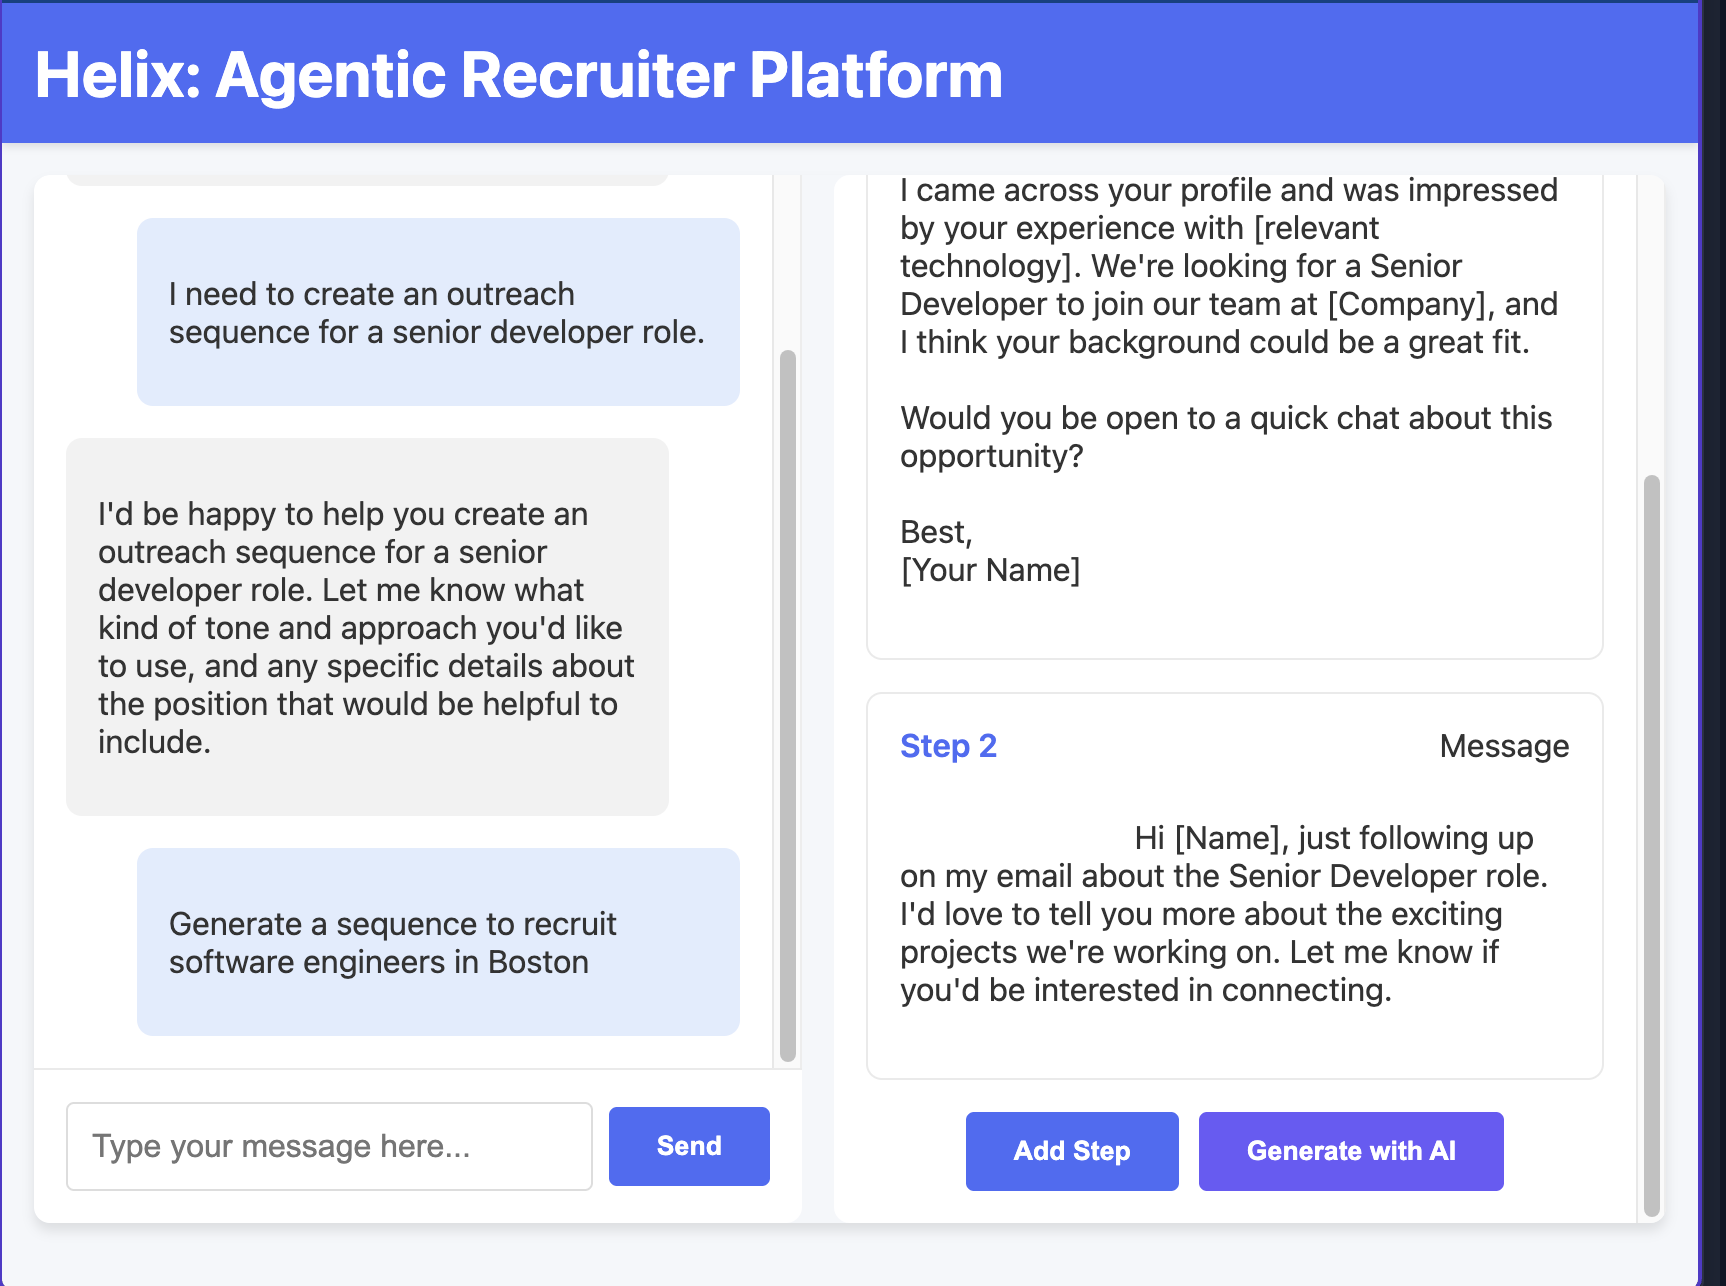 Helix: Agentic Recruiter Platform
I need to create an outreach
sequence for a senior developer role.
I'd be happy to help you create an
outreach sequence for a senior
developer role. Let me know what
kind of tone and approach you'd like
to use, and any specific details about
the position that would be helpful to
include.
Generate a sequence to recruit
software engineers in Boston
Type your message here...
Send
I came across your profile and was impressed
by your experience with [relevant
technology]. We're looking for a Senior
Developer to join our team at [Company], and
I think your background could be a great fit.
Would you be open to a quick chat about this
opportunity?
Best,
[Your Name]
Step 2
Message
Hi [Name], just following up
on my email about the Senior Developer role.
I'd love to tell you more about the exciting
projects we're working on. Let me know if
you'd be interested in connecting.
Add Step
Generate with AI